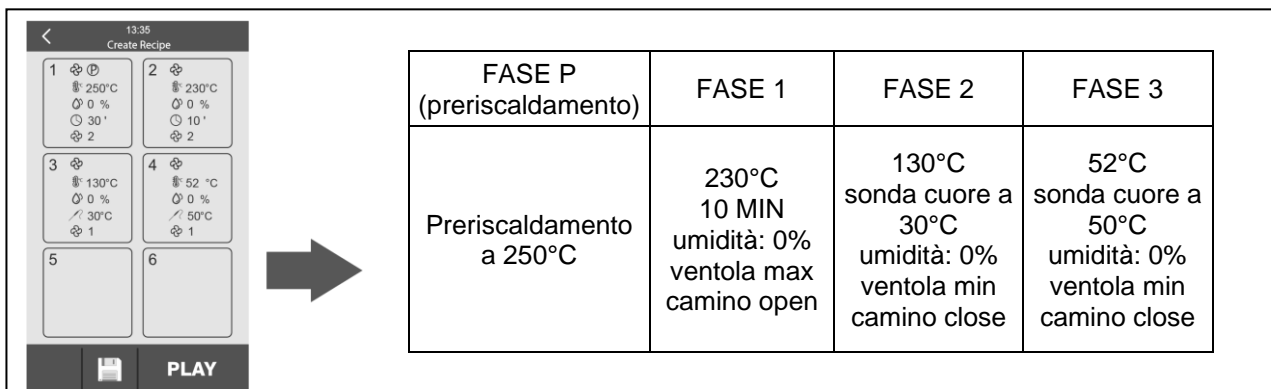 13:35
Create Recipe
1 P
250°C
0 %
30 '
2
2
230°C
0 %
10 '
2
3
130°C
0 %
30°C
1
4
52 °C
0 %
50°C
1
5
6
PLAY
FASE P
(preriscaldamento)
FASE 1
FASE 2
FASE 3
Preriscaldamento
a 250°C
230°C
10 MIN
umidità: 0%
ventola max
camino open
130°C
sonda cuore a
30°C
umidità: 0%
ventola min
camino close
52°C
sonda cuore a
50°C
umidità: 0%
ventola min
camino close